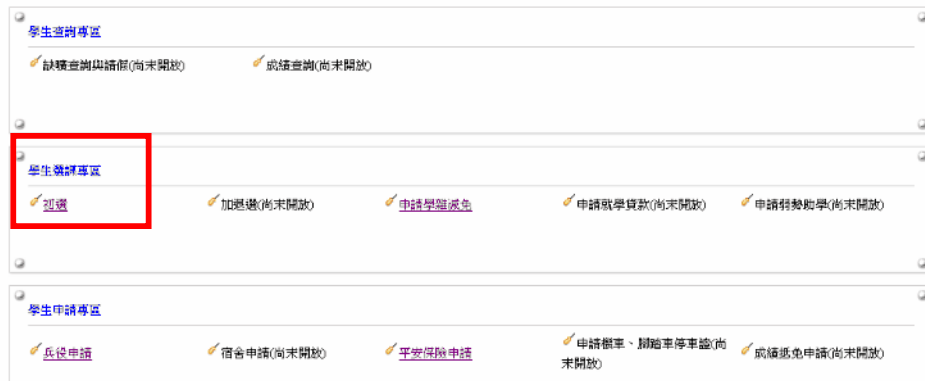 學生查詢專區
缺曠查詢與請假(尚未開放) 成績查詢(尚未開放)
學生選課專區
初選 加退選(尚未開放) 申請學雜減免 申請就學貸款(尚未開放) 申請弱勢助學(尚未開放)
學生申請專區
兵役申請 宿舍申請(尚未開放) 平安保險申請 申請機車、腳踏車停車證(尚未開放) 成績抵免申請(尚未開放)